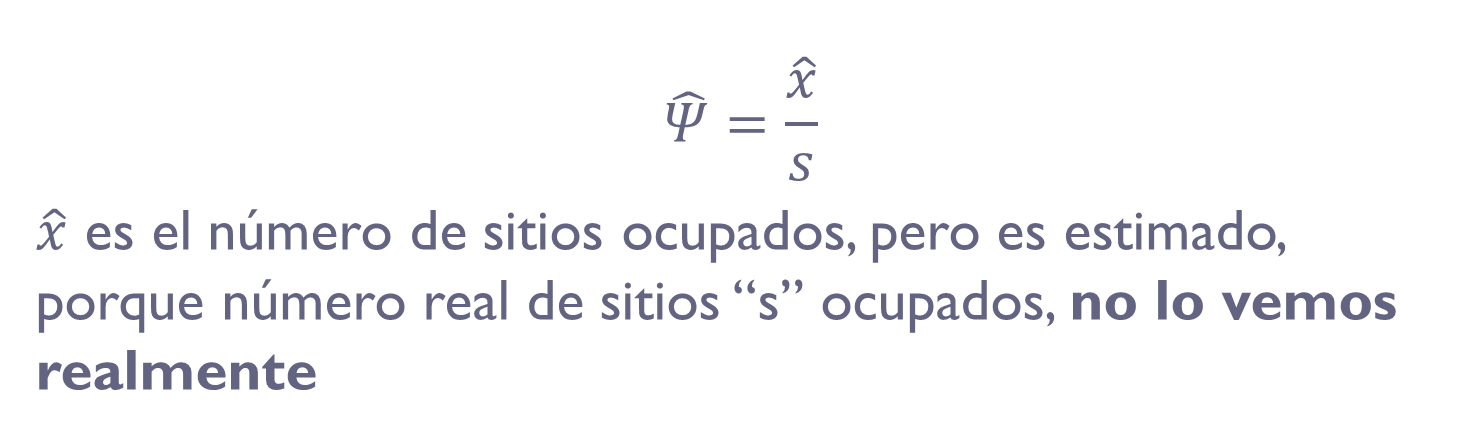 Ψ̂ = x̂ / s
x̂ es el número de sitios ocupados, pero es estimado,
porque número real de sitios “s” ocupados, no lo vemos
realmente